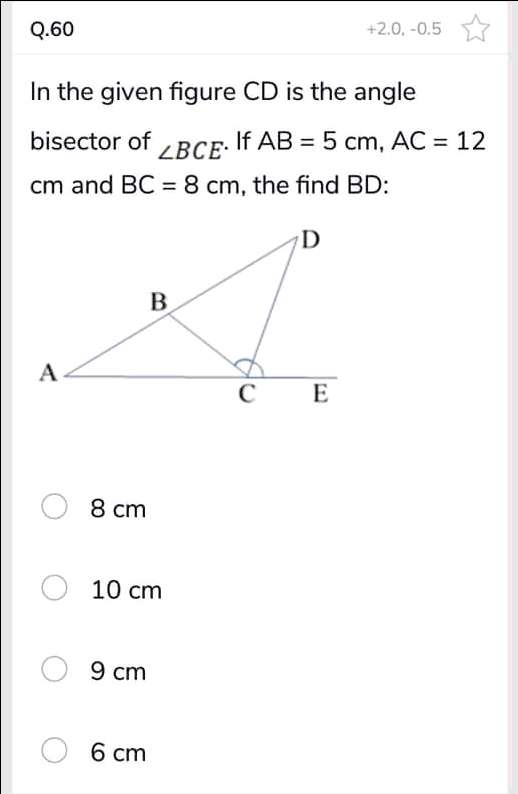 Q.60
+2.0, -0.5
In the given figure CD is the angle
bisector of ∠BCE. If AB = 5 cm, AC = 12
cm and BC = 8 cm, the find BD:
D
B
A
C E
8 cm
10 cm
9 cm
6 cm